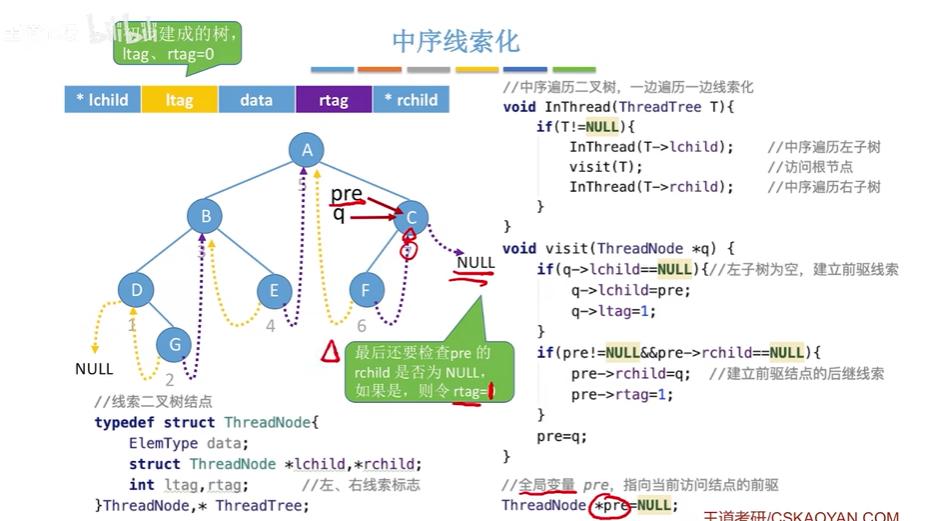 bilibili
初步建成的树，
ltag、rtag=0
中序线索化
* lchild ltag data rtag * rchild
A
B
C
D
E
F
G
1
2
3
4
5
6
7
pre
q
NULL
NULL
最后还要检查pre 的
rchild 是否为 NULL，
如果是，则令 rtag=1
//线索二叉树结点
typedef struct ThreadNode{
ElemType data;
struct ThreadNode *lchild,*rchild;
int ltag,rtag; //左、右线索标志
}ThreadNode,* ThreadTree;
//中序遍历二叉树，一边遍历一边线索化
void InThread(ThreadTree T){
if(T!=NULL){
InThread(T->lchild); //中序遍历左子树
visit(T); //访问根节点
InThread(T->rchild); //中序遍历右子树
}
}
void visit(ThreadNode *q) {
if(q->lchild==NULL){//左子树为空，建立前驱线索
q->lchild=pre;
q->ltag=1;
}
if(pre!=NULL&&pre->rchild==NULL){
pre->rchild=q; //建立前驱结点的后继线索
pre->rtag=1;
}
pre=q;
}
//全局变量 pre，指向当前访问结点的前驱
ThreadNode *pre=NULL;
王道考研/CSKAOYAN.COM